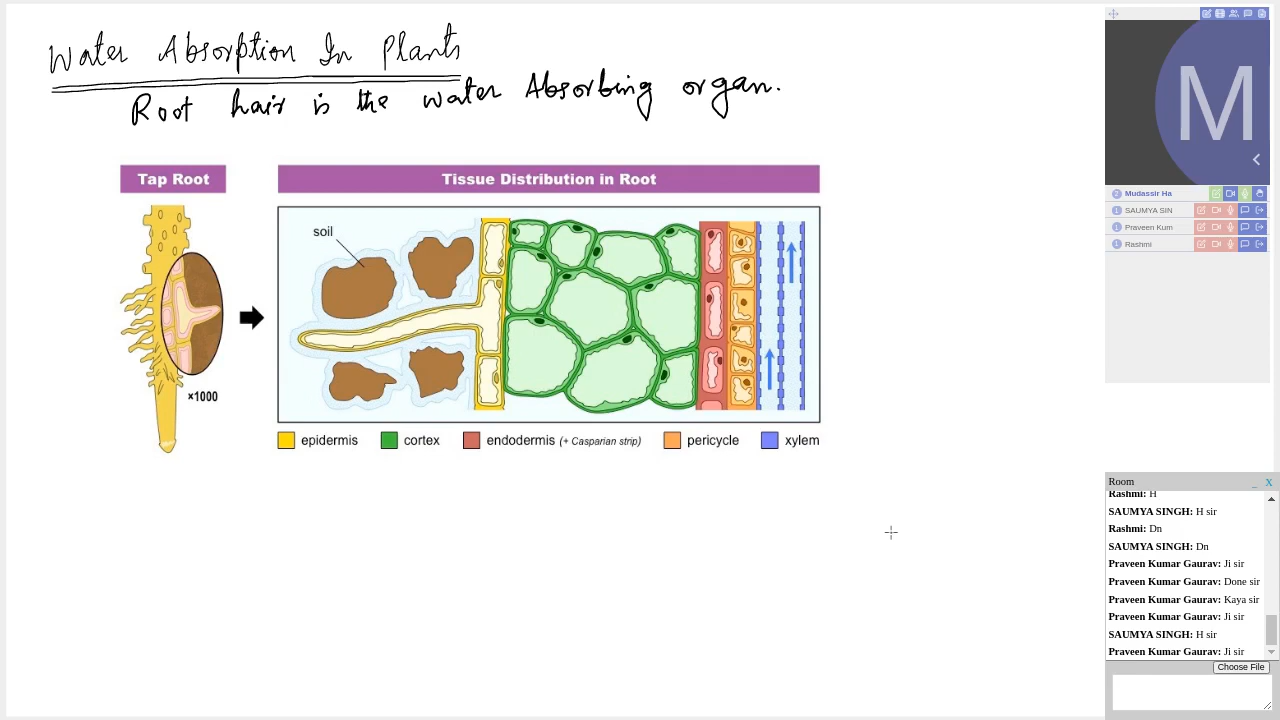 Water Absorption In Plants
Root hair is the water Absorbing organ.
Tap Root
Tissue Distribution in Root
soil
×1000
epidermis
cortex
endodermis (+ Casparian strip)
pericycle
xylem
M
Mudassir Ha
SAUMYA SIN
Praveen Kum
Rashmi
Room
_ X
Rashmi: H
SAUMYA SINGH: H sir
Rashmi: Dn
SAUMYA SINGH: Dn
Praveen Kumar Gaurav: Ji sir
Praveen Kumar Gaurav: Done sir
Praveen Kumar Gaurav: Kaya sir
Praveen Kumar Gaurav: Ji sir
SAUMYA SINGH: H sir
Praveen Kumar Gaurav: Ji sir
Choose File